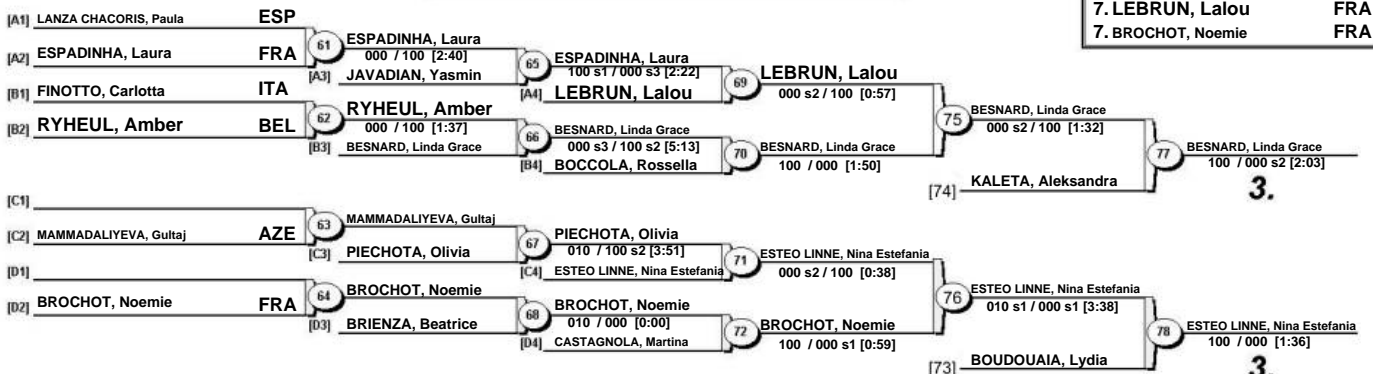 7. LEBRUN, Lalou FRA
7. BROCHOT, Noemie FRA
[A1] LANZA CHACORIS, Paula ESP
61 ESPADINHA, Laura
000 / 100 [2:40]
[A2] ESPADINHA, Laura FRA
65 ESPADINHA, Laura
100 s1 / 000 s3 [2:22]
[A3] JAVADIAN, Yasmin
69 LEBRUN, Lalou
000 s2 / 100 [0:57]
[A4] LEBRUN, Lalou
[B1] FINOTTO, Carlotta ITA
62 RYHEUL, Amber
000 / 100 [1:37]
75 BESNARD, Linda Grace
000 s2 / 100 [1:32]
[B2] RYHEUL, Amber BEL
66 BESNARD, Linda Grace
000 s3 / 100 s2 [5:13]
[B3] BESNARD, Linda Grace
70 BESNARD, Linda Grace
100 / 000 [1:50]
77 BESNARD, Linda Grace
100 / 000 s2 [2:03]
[B4] BOCCOLA, Rossella
[74] KALETA, Aleksandra
3.
[C1]
63 MAMMADALIYEVA, Gultaj
[C2] MAMMADALIYEVA, Gultaj AZE
67 PIECHOTA, Olivia
010 / 100 s2 [3:51]
[C3] PIECHOTA, Olivia
71 ESTEO LINNE, Nina Estefania
000 s2 / 100 [0:38]
[C4] ESTEO LINNE, Nina Estefania
[D1]
64 BROCHOT, Noemie
76 ESTEO LINNE, Nina Estefania
010 s1 / 000 s1 [3:38]
[D2] BROCHOT, Noemie FRA
68 BROCHOT, Noemie
010 / 000 [0:00]
[D3] BRIENZA, Beatrice
72 BROCHOT, Noemie
100 / 000 s1 [0:59]
78 ESTEO LINNE, Nina Estefania
100 / 000 [1:36]
[D4] CASTAGNOLA, Martina
[73] BOUDOUAIA, Lydia
3.